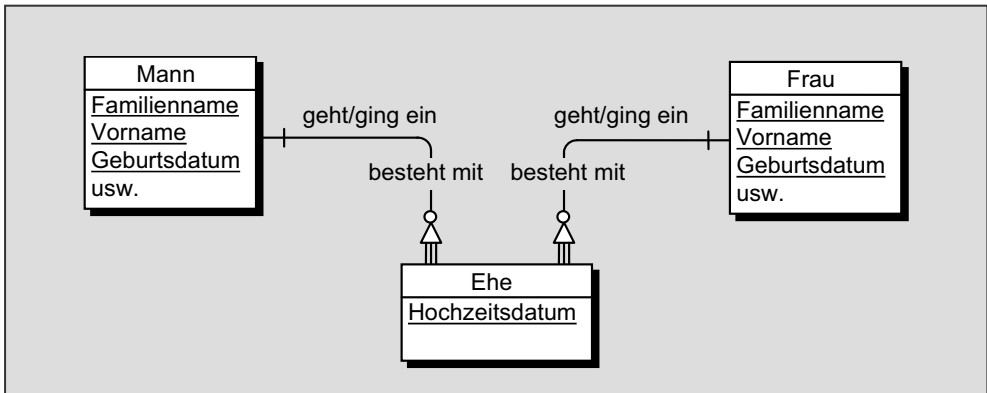 Mann
Familienname
Vorname
Geburtsdatum
usw.
geht/ging ein
besteht mit
geht/ging ein
besteht mit
Frau
Familienname
Vorname
Geburtsdatum
usw.
Ehe
Hochzeitsdatum